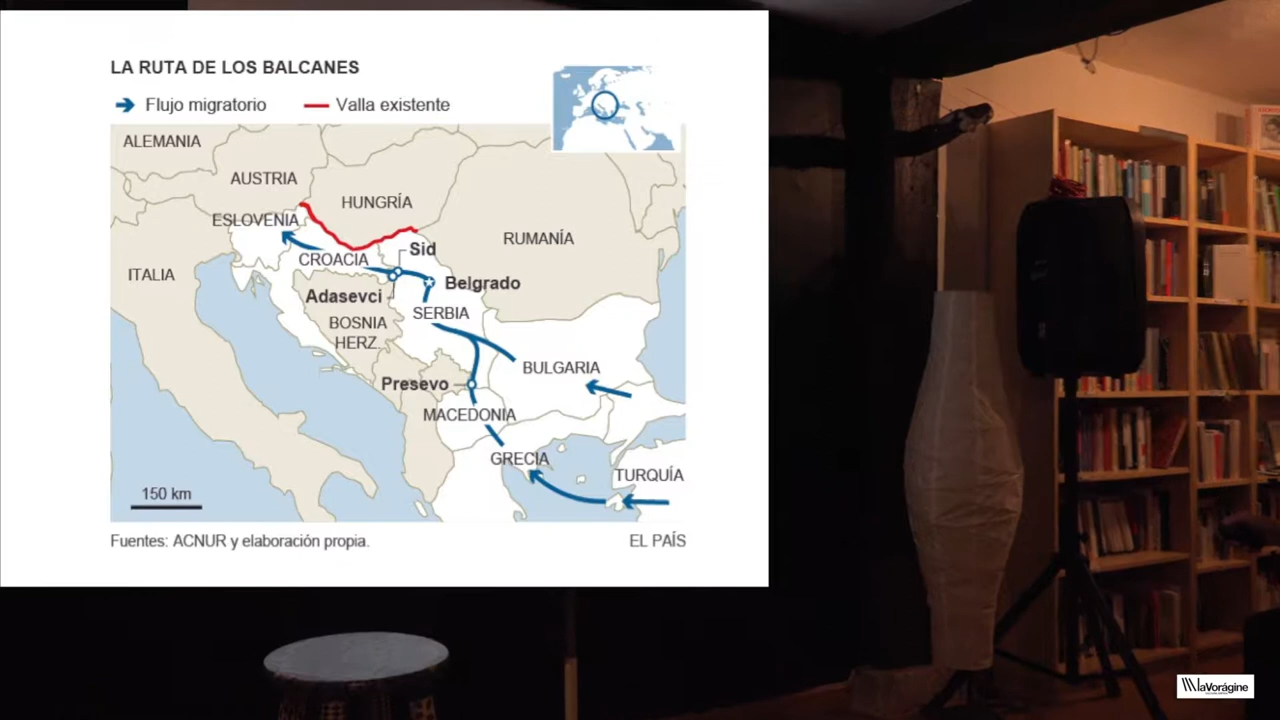 LA RUTA DE LOS BALCANES
Flujo migratorio
Valla existente
ALEMANIA
AUSTRIA
HUNGRÍA
ESLOVENIA
RUMANÍA
Sid
CROACIA
ITALIA
Belgrado
Adasevci
SERBIA
BOSNIA
HERZ.
BULGARIA
Presevo
MACEDONIA
GRECIA
TURQUÍA
150 km
Fuentes: ACNUR y elaboración propia.
EL PAÍS
laVorágine